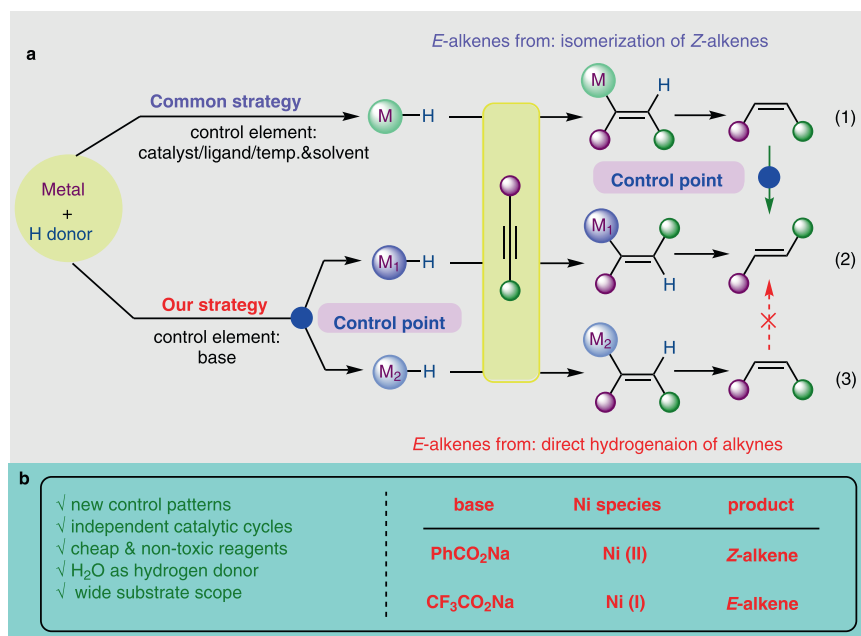 E-alkenes from: isomerization of Z-alkenes
a
Common strategy
control element:
catalyst/ligand/temp.&solvent
M
H
M
H
(1)
Metal
+
H donor
Control point
M₁
H
M₁
H
(2)
Our strategy
control element:
base
Control point
M₂
H
M₂
H
(3)
E-alkenes from: direct hydrogenaion of alkynes
b
√ new control patterns
√ independent catalytic cycles
√ cheap & non-toxic reagents
√ H₂O as hydrogen donor
√ wide substrate scope
base Ni species product
PhCO₂Na Ni (II) Z-alkene
CF₃CO₂Na Ni (I) E-alkene